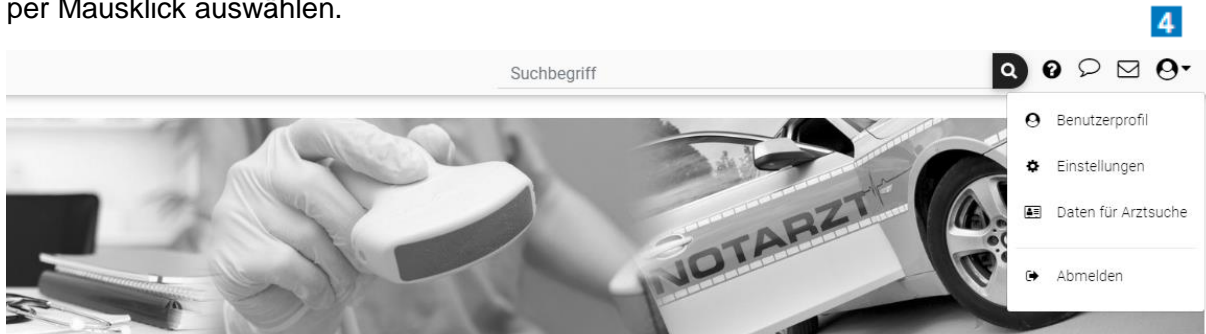 per Mausklick auswählen.
4
Suchbegriff
Benutzerprofil
Einstellungen
Daten für Arztsuche
Abmelden
NOTARZT